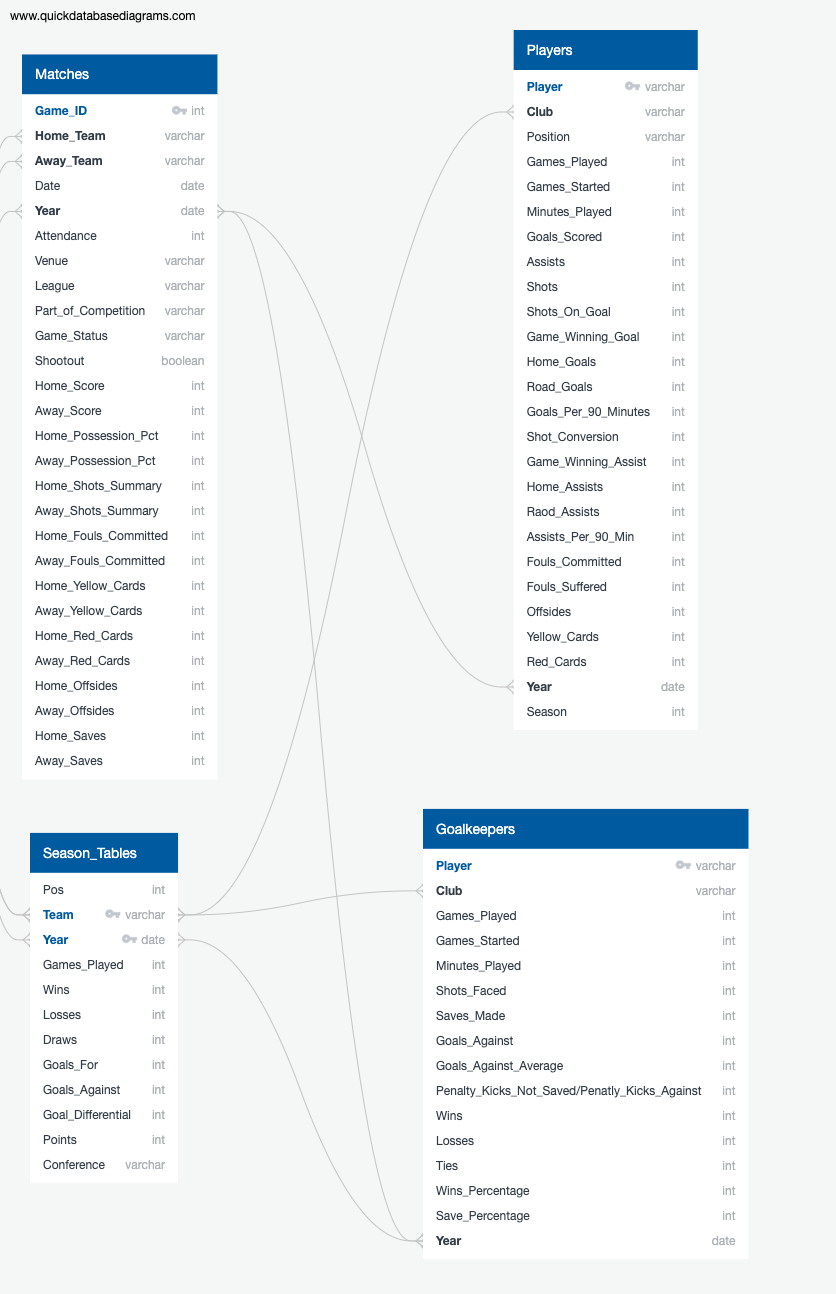 www.quickdatabasediagrams.com
Matches
Game_ID int
Home_Team varchar
Away_Team varchar
Date date
Year date
Attendance int
Venue varchar
League varchar
Part_of_Competition varchar
Game_Status varchar
Shootout boolean
Home_Score int
Away_Score int
Home_Possession_Pct int
Away_Possession_Pct int
Home_Shots_Summary int
Away_Shots_Summary int
Home_Fouls_Committed int
Away_Fouls_Committed int
Home_Yellow_Cards int
Away_Yellow_Cards int
Home_Red_Cards int
Away_Red_Cards int
Home_Offsides int
Away_Offsides int
Home_Saves int
Away_Saves int
Players
Player varchar
Club varchar
Position varchar
Games_Played int
Games_Started int
Minutes_Played int
Goals_Scored int
Assists int
Shots int
Shots_On_Goal int
Game_Winning_Goal int
Home_Goals int
Road_Goals int
Goals_Per_90_Minutes int
Shot_Conversion int
Game_Winning_Assist int
Home_Assists int
Raod_Assists int
Assists_Per_90_Min int
Fouls_Committed int
Fouls_Suffered int
Offsides int
Yellow_Cards int
Red_Cards int
Year date
Season int
Season_Tables
Pos int
Team varchar
Year date
Games_Played int
Wins int
Losses int
Draws int
Goals_For int
Goals_Against int
Goal_Differential int
Points int
Conference varchar
Goalkeepers
Player varchar
Club varchar
Games_Played int
Games_Started int
Minutes_Played int
Shots_Faced int
Saves_Made int
Goals_Against int
Goals_Against_Average int
Penalty_Kicks_Not_Saved/Penatly_Kicks_Against int
Wins int
Losses int
Ties int
Wins_Percentage int
Save_Percentage int
Year date